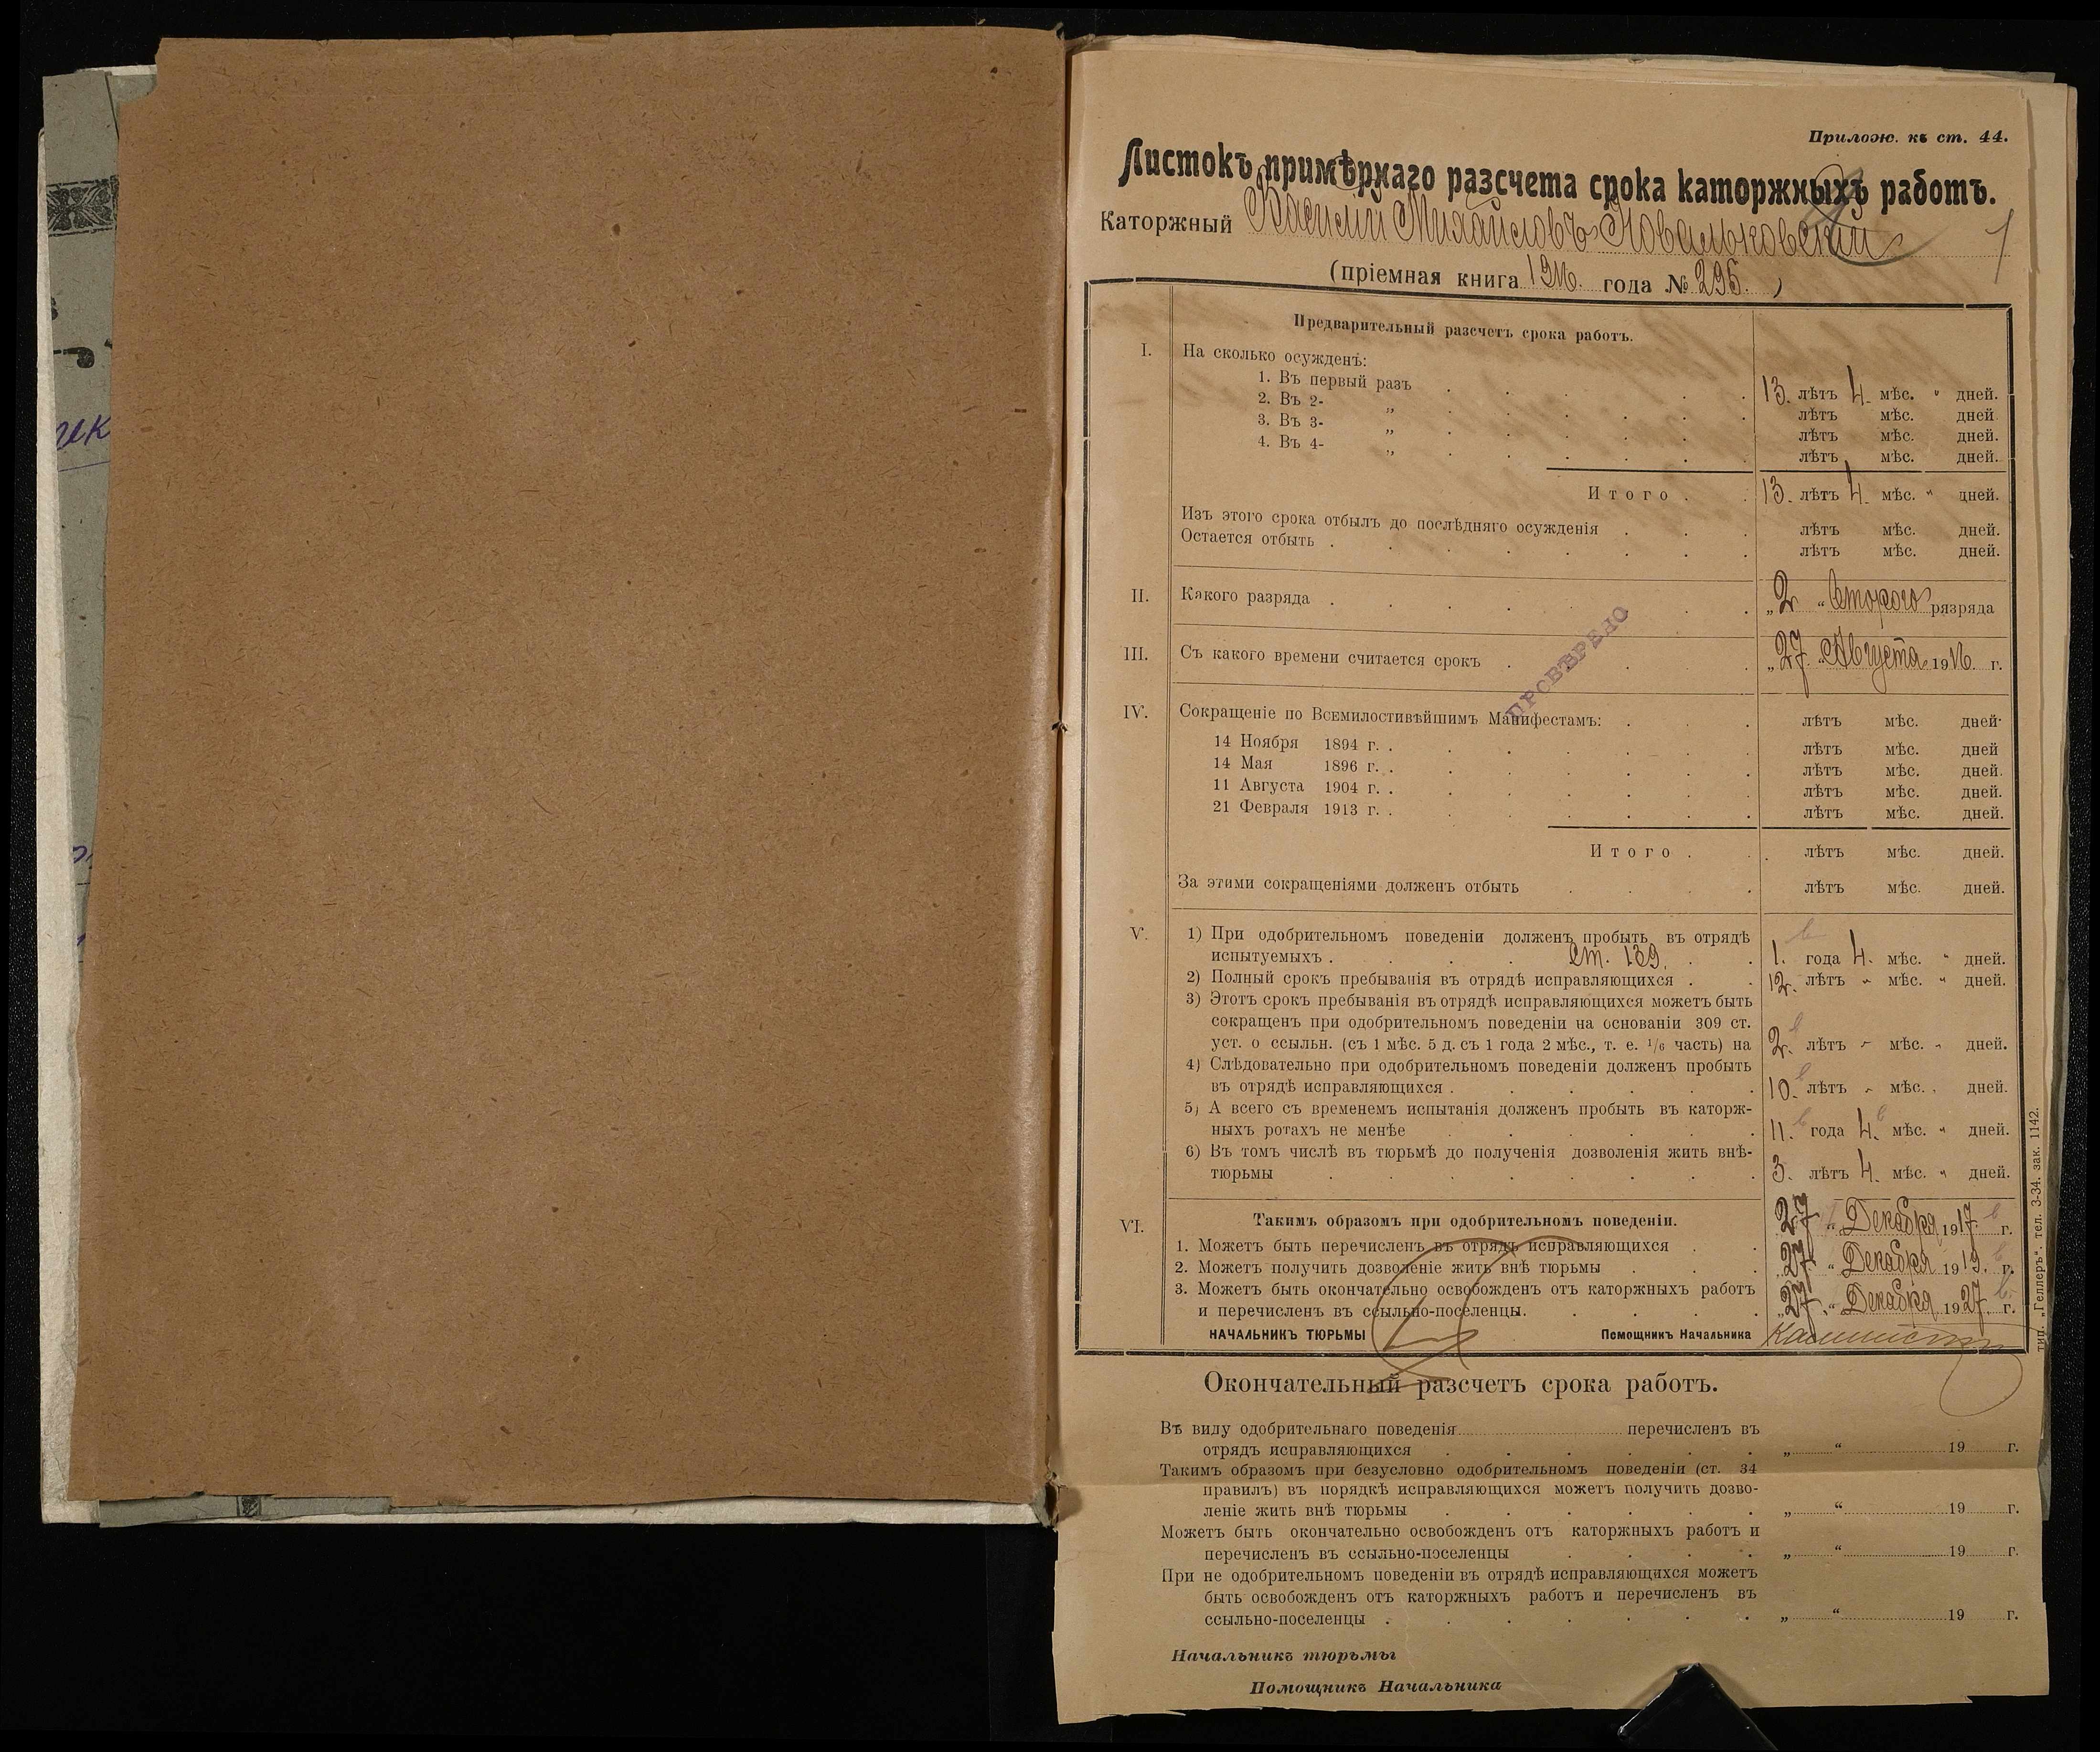 Прилож. къ ст. 44.
Листокъ примѣрнаго разсчета срока каторжныхъ работъ.
Каторжный Василій Михайловъ Ковальковскій
1
(пріемная книга 1916. года № 296.)
Предварительный разсчетъ срока работъ.
I. На сколько осужденъ:
1. Въ первый разъ . . . . . . 13. лѣтъ 4. мѣс. " дней.
2. Въ 2- „ . . . . . . лѣтъ мѣс. дней.
3. Въ 3- „ . . . . . лѣтъ мѣс. дней.
4. Въ 4- „ . . . . . . лѣтъ мѣс. дней.
Итого . . 13. лѣтъ 4. мѣс. " дней.
Изъ этого срока отбылъ до послѣдняго осужденія . . . лѣтъ мѣс. дней.
Остается отбыть . . . . . . . . лѣтъ мѣс. дней.
II. Какого разряда . . . . . . . „2“ Второго разряда
III. Съ какого времени считается срокъ . . . . „27“ Августа 1916. г.
ПРОВѢРЕНО
IV. Сокращеніе по Всемилостивѣйшимъ Манифестамъ: . . . лѣтъ мѣс. дней.
14 Ноября 1894 г. . . . . . . . лѣтъ мѣс. дней
14 Мая 1896 г. . . . . . . . лѣтъ мѣс. дней.
11 Августа 1904 г. . . . . . . . лѣтъ мѣс. дней.
21 Февраля 1913 г. . . . . . . . лѣтъ мѣс. дней.
Итого . . . лѣтъ мѣс. дней.
За этими сокращеніями долженъ отбыть . . . . лѣтъ мѣс. дней.
V. 1) При одобрительномъ поведеніи долженъ пробыть въ отрядѣ
испытуемыхъ . . . . Ст. 139. . . 1. года 4. мѣс. " дней.
2) Полный срокъ пребыванія въ отрядѣ исправляющихся . . 12. лѣтъ " мѣс. " дней.
3) Этотъ срокъ пребыванія въ отрядѣ исправляющихся можетъ быть
сокращенъ при одобрительномъ поведеніи на основаніи 309 ст.
уст. о ссыльн. (съ 1 мѣс. 5 д. съ 1 года 2 мѣс., т. е. 1/6 часть) на 2. лѣтъ " мѣс. " дней.
4) Слѣдовательно при одобрительномъ поведеніи долженъ пробыть
въ отрядѣ исправляющихся . . . . . . 10. лѣтъ " мѣс. " дней.
5) А всего съ временемъ испытанія долженъ пробыть въ каторж-
ныхъ ротахъ не менѣе . . . . . . 11. года 4. мѣс. " дней.
6) Въ томъ числѣ въ тюрьмѣ до полученія дозволенія жить внѣ-
тюрьмы . . . . . . . . 3. лѣтъ 4. мѣс. " дней.
VI. Такимъ образомъ при одобрительномъ поведеніи.
1. Можетъ быть перечисленъ въ отрядъ исправляющихся . . 27 “ Декабря 1917. г.
2. Можетъ получить дозволеніе жить внѣ тюрьмы . . . „27“ Декабря 1919. г.
3. Можетъ быть окончательно освобожденъ отъ каторжныхъ работъ
и перечисленъ въ ссыльно-поселенцы. . . . . „27“ Декабря 1927. г.
НАЧАЛЬНИКЪ ТЮРЬМЫ Помощникъ Начальника
тип. „Геллеръ“. тел. 3-34. зак. 1142.
Окончательный разсчетъ срока работъ.
Въ виду одобрительнаго поведенія перечисленъ въ
отрядъ исправляющихся . . . . . . „ “ 19 г.
Такимъ образомъ при безусловно одобрительномъ поведеніи (ст. 34
правилъ) въ порядкѣ исправляющихся можетъ получить дозво-
леніе жить внѣ тюрьмы . . . . . . „ “ 19 г.
Можетъ быть окончательно освобожденъ отъ каторжныхъ работъ и
перечисленъ въ ссыльно-поселенцы . . . . „ “ 19 г.
При не одобрительномъ поведеніи въ отрядѣ исправляющихся можетъ
быть освобожденъ отъ каторжныхъ работъ и перечисленъ въ
ссыльно-поселенцы . . . . . . . „ “ 19 г.
Начальникъ тюрьмы
Помощникъ Начальника